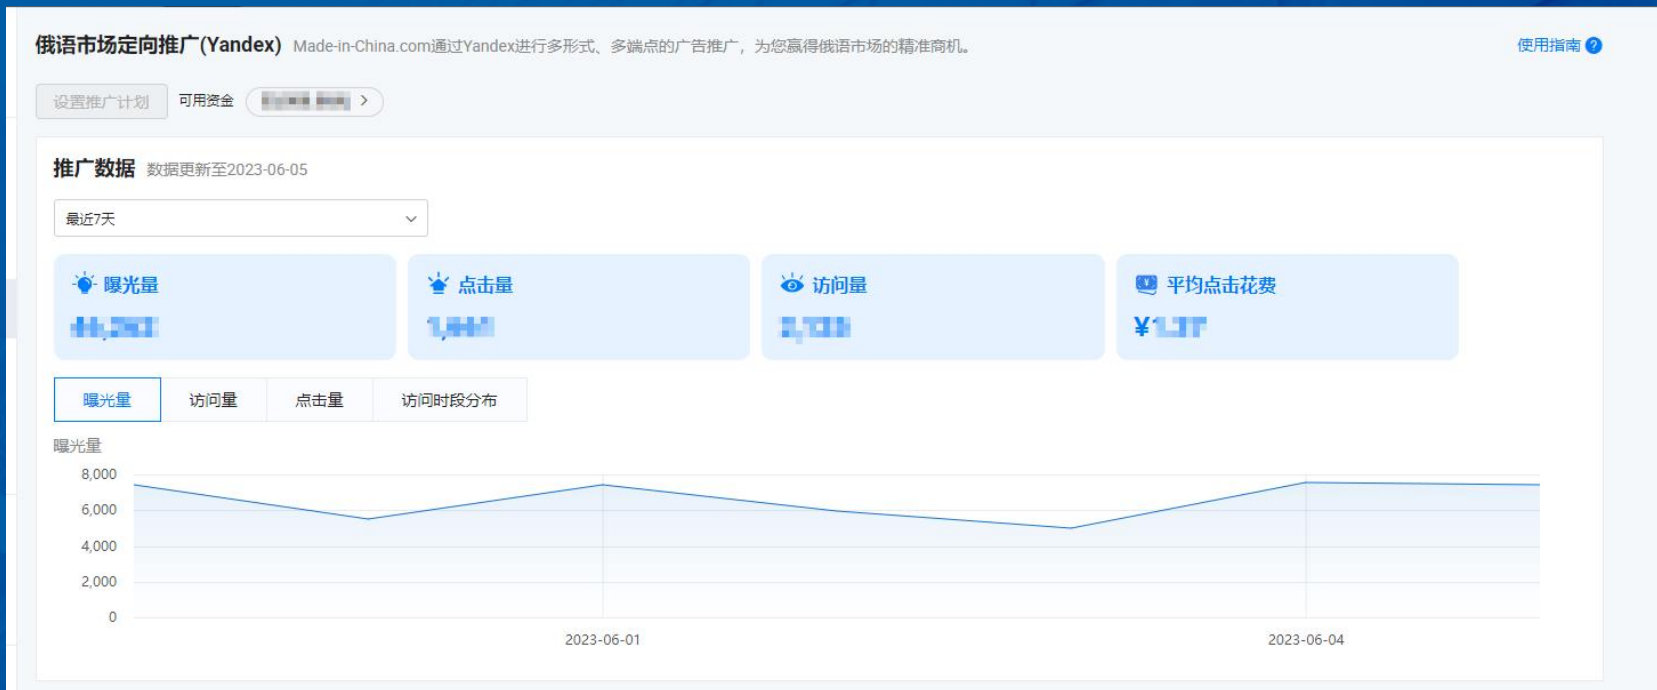 俄语市场定向推广(Yandex) Made-in-China.com通过Yandex进行多形式、多端点的广告推广，为您赢得俄语市场的精准商机。 使用指南 ?
设置推广计划 可用资金
推广数据 数据更新至2023-06-05
最近7天
曝光量 点击量 访问量 平均点击花费
¥
曝光量 访问量 点击量 访问时段分布
曝光量
8,000
6,000
4,000
2,000
0
2023-06-01 2023-06-04